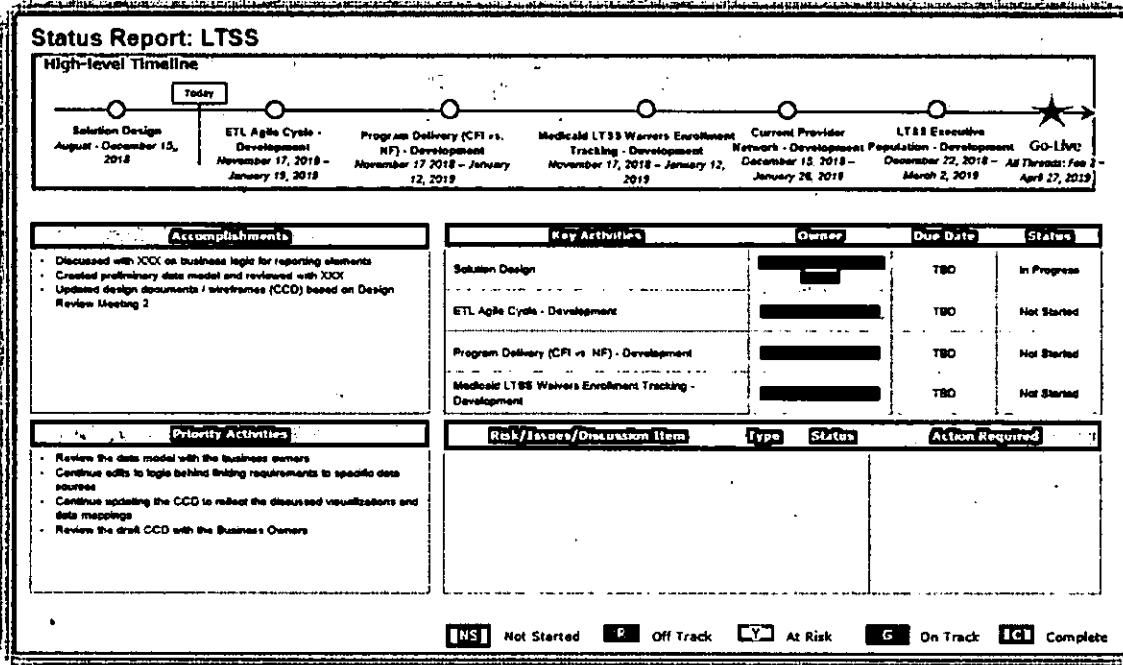 Status Report: LTSS
High-level Timeline
Today
Solution Design
August - December 15,
2018
ETL Agile Cycle -
Development
November 17, 2018 –
January 19, 2019
Program Delivery (CFI vs.
NF) - Development
November 17 2018 – January
12, 2019
Medicaid LTSS Waivers Enrollment
Tracking - Development
November 17, 2018 – January 12,
2019
Current Provider
Network - Development
December 15, 2018 –
January 26, 2019
LTSS Executive
Population - Development
December 22, 2018 –
March 2, 2019
Go-Live
All Threads: Feb 2 –
April 27, 2019
Accomplishments
- Discussed with XXX on business logic for reporting elements
- Created preliminary data model and reviewed with XXX
- Updated design documents / wireframes (CCD) based on Design
Review Meeting 2
Key Activities Owner Due Date Status
Solution Design TBD In Progress
ETL Agile Cycle - Development TBD Not Started
Program Delivery (CFI vs. NF) - Development TBD Not Started
Medicaid LTSS Waivers Enrollment Tracking -
Development TBD Not Started
Priority Activities
- Review the data model with the business owners
- Continue edits to logic behind linking requirements to specific data
sources
- Continue updating the CCD to reflect the discussed visualizations and
data mappings
- Review the draft CCD with the Business Owners
Risk/Issues/Discussion Item Type Status Action Required
NS Not Started R Off Track Y At Risk G On Track C Complete